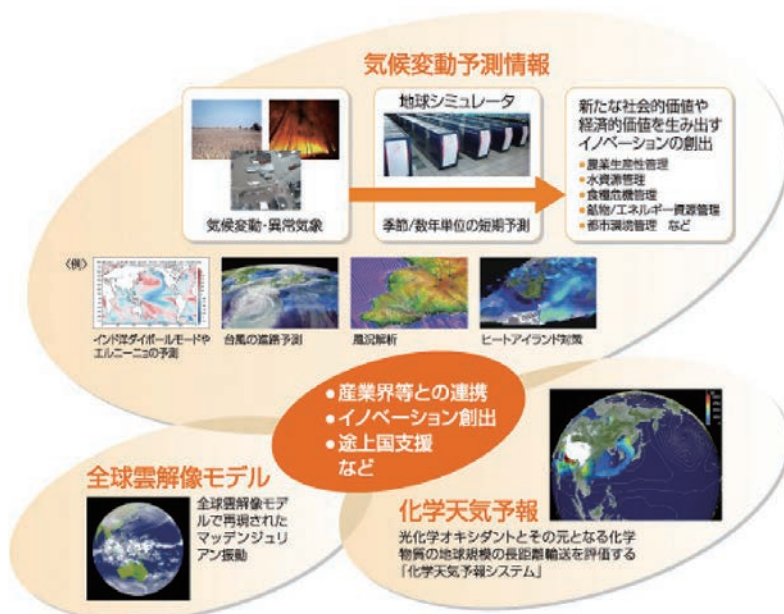 気候変動予測情報
気候変動・異常気象
地球シミュレータ
季節/数年単位の短期予測
新たな社会的価値や
経済的価値を生み出す
イノベーションの創出
●農業生産性管理
●水資源管理
●食糧危機管理
●鉱物/エネルギー資源管理
●都市環境管理 など
〈例〉
インド洋ダイポールモードや
エルニーニョの予測
台風の進路予測
風況解析
ヒートアイランド対策
●産業界等との連携
●イノベーション創出
●途上国支援
など
全球雲解像モデル
全球雲解像モデ
ルで再現された
マッデンジュリ
アン振動
化学天気予報
光化学オキシダントとその元となる化学
物質の地球規模の長距離輸送を評価する
「化学天気予報システム」